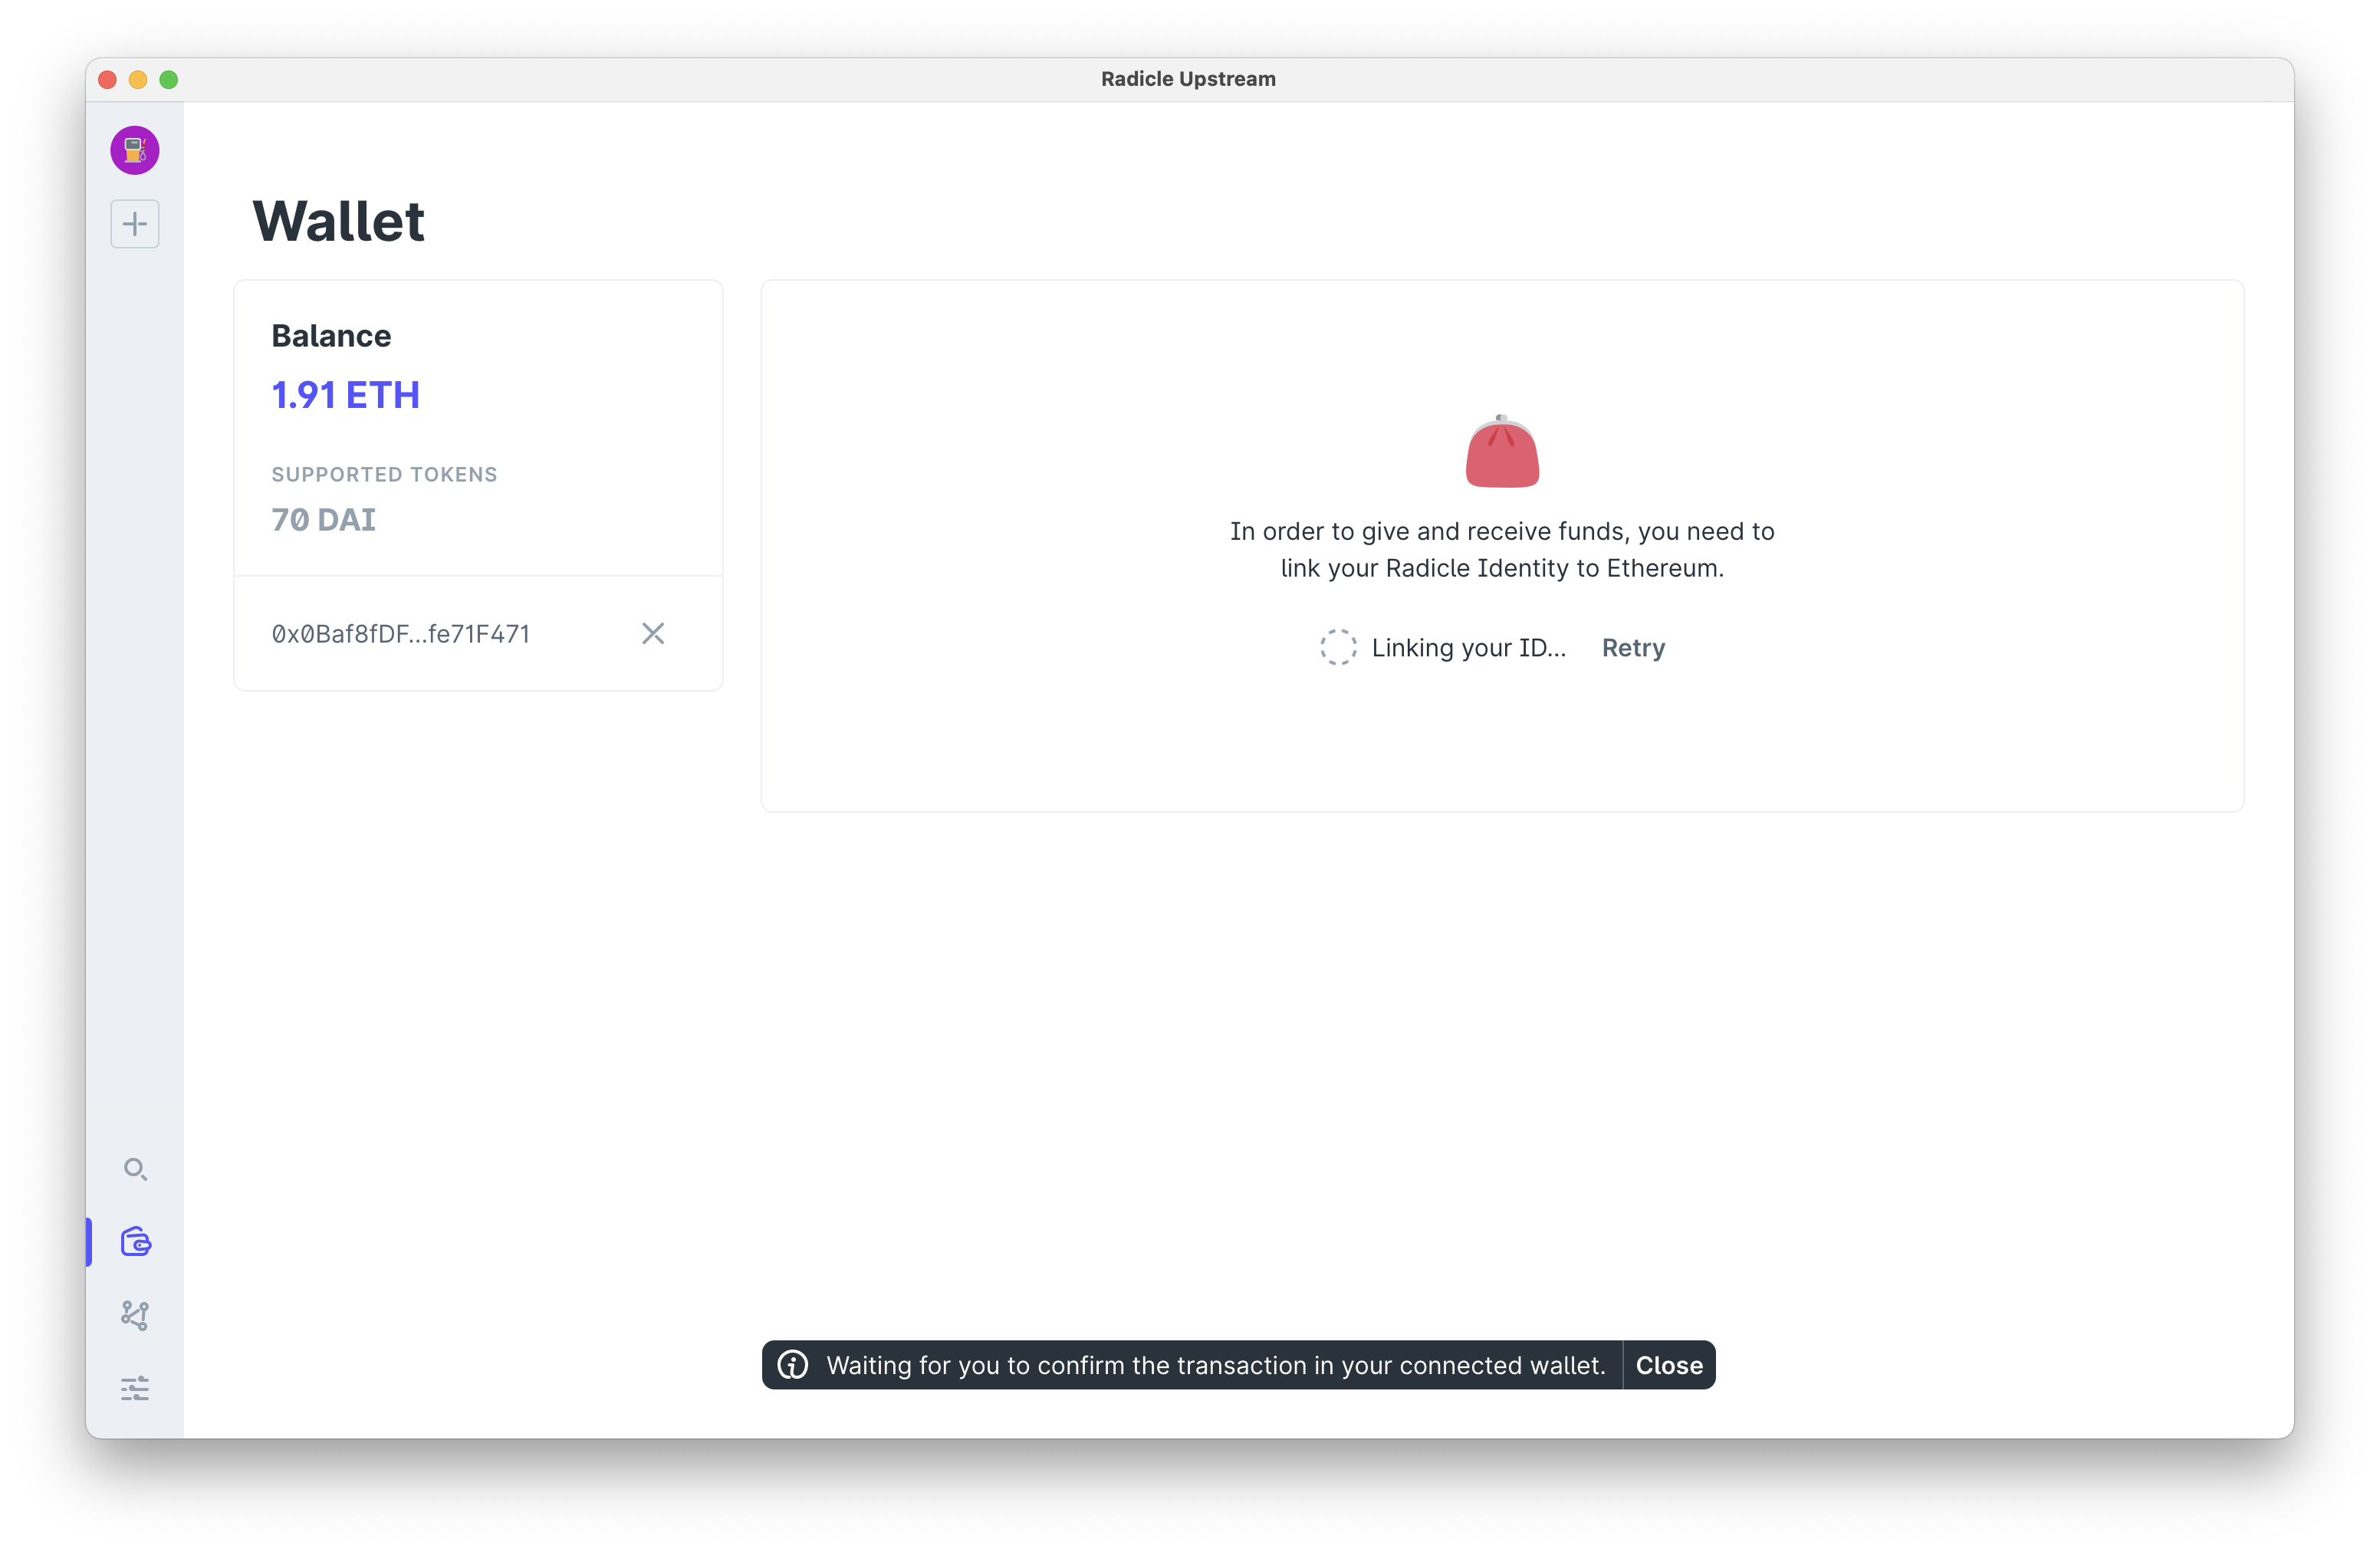 Radicle Upstream
Wallet
Balance
1.91 ETH
SUPPORTED TOKENS
70 DAI
0x0Baf8fDF...fe71F471
In order to give and receive funds, you need to
link your Radicle Identity to Ethereum.
Linking your ID... Retry
Waiting for you to confirm the transaction in your connected wallet. Close